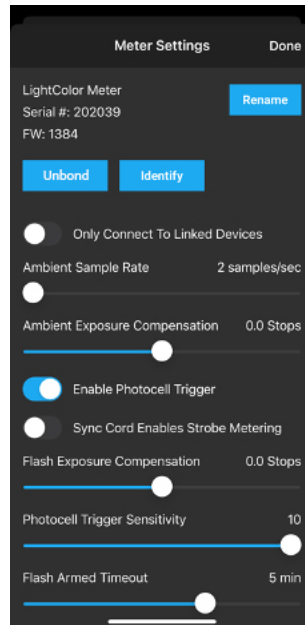 Meter Settings Done
LightColor Meter
Serial #: 202039
FW: 1384
Rename
Unbond Identify
Only Connect To Linked Devices
Ambient Sample Rate 2 samples/sec
Ambient Exposure Compensation 0.0 Stops
Enable Photocell Trigger
Sync Cord Enables Strobe Metering
Flash Exposure Compensation 0.0 Stops
Photocell Trigger Sensitivity 10
Flash Armed Timeout 5 min